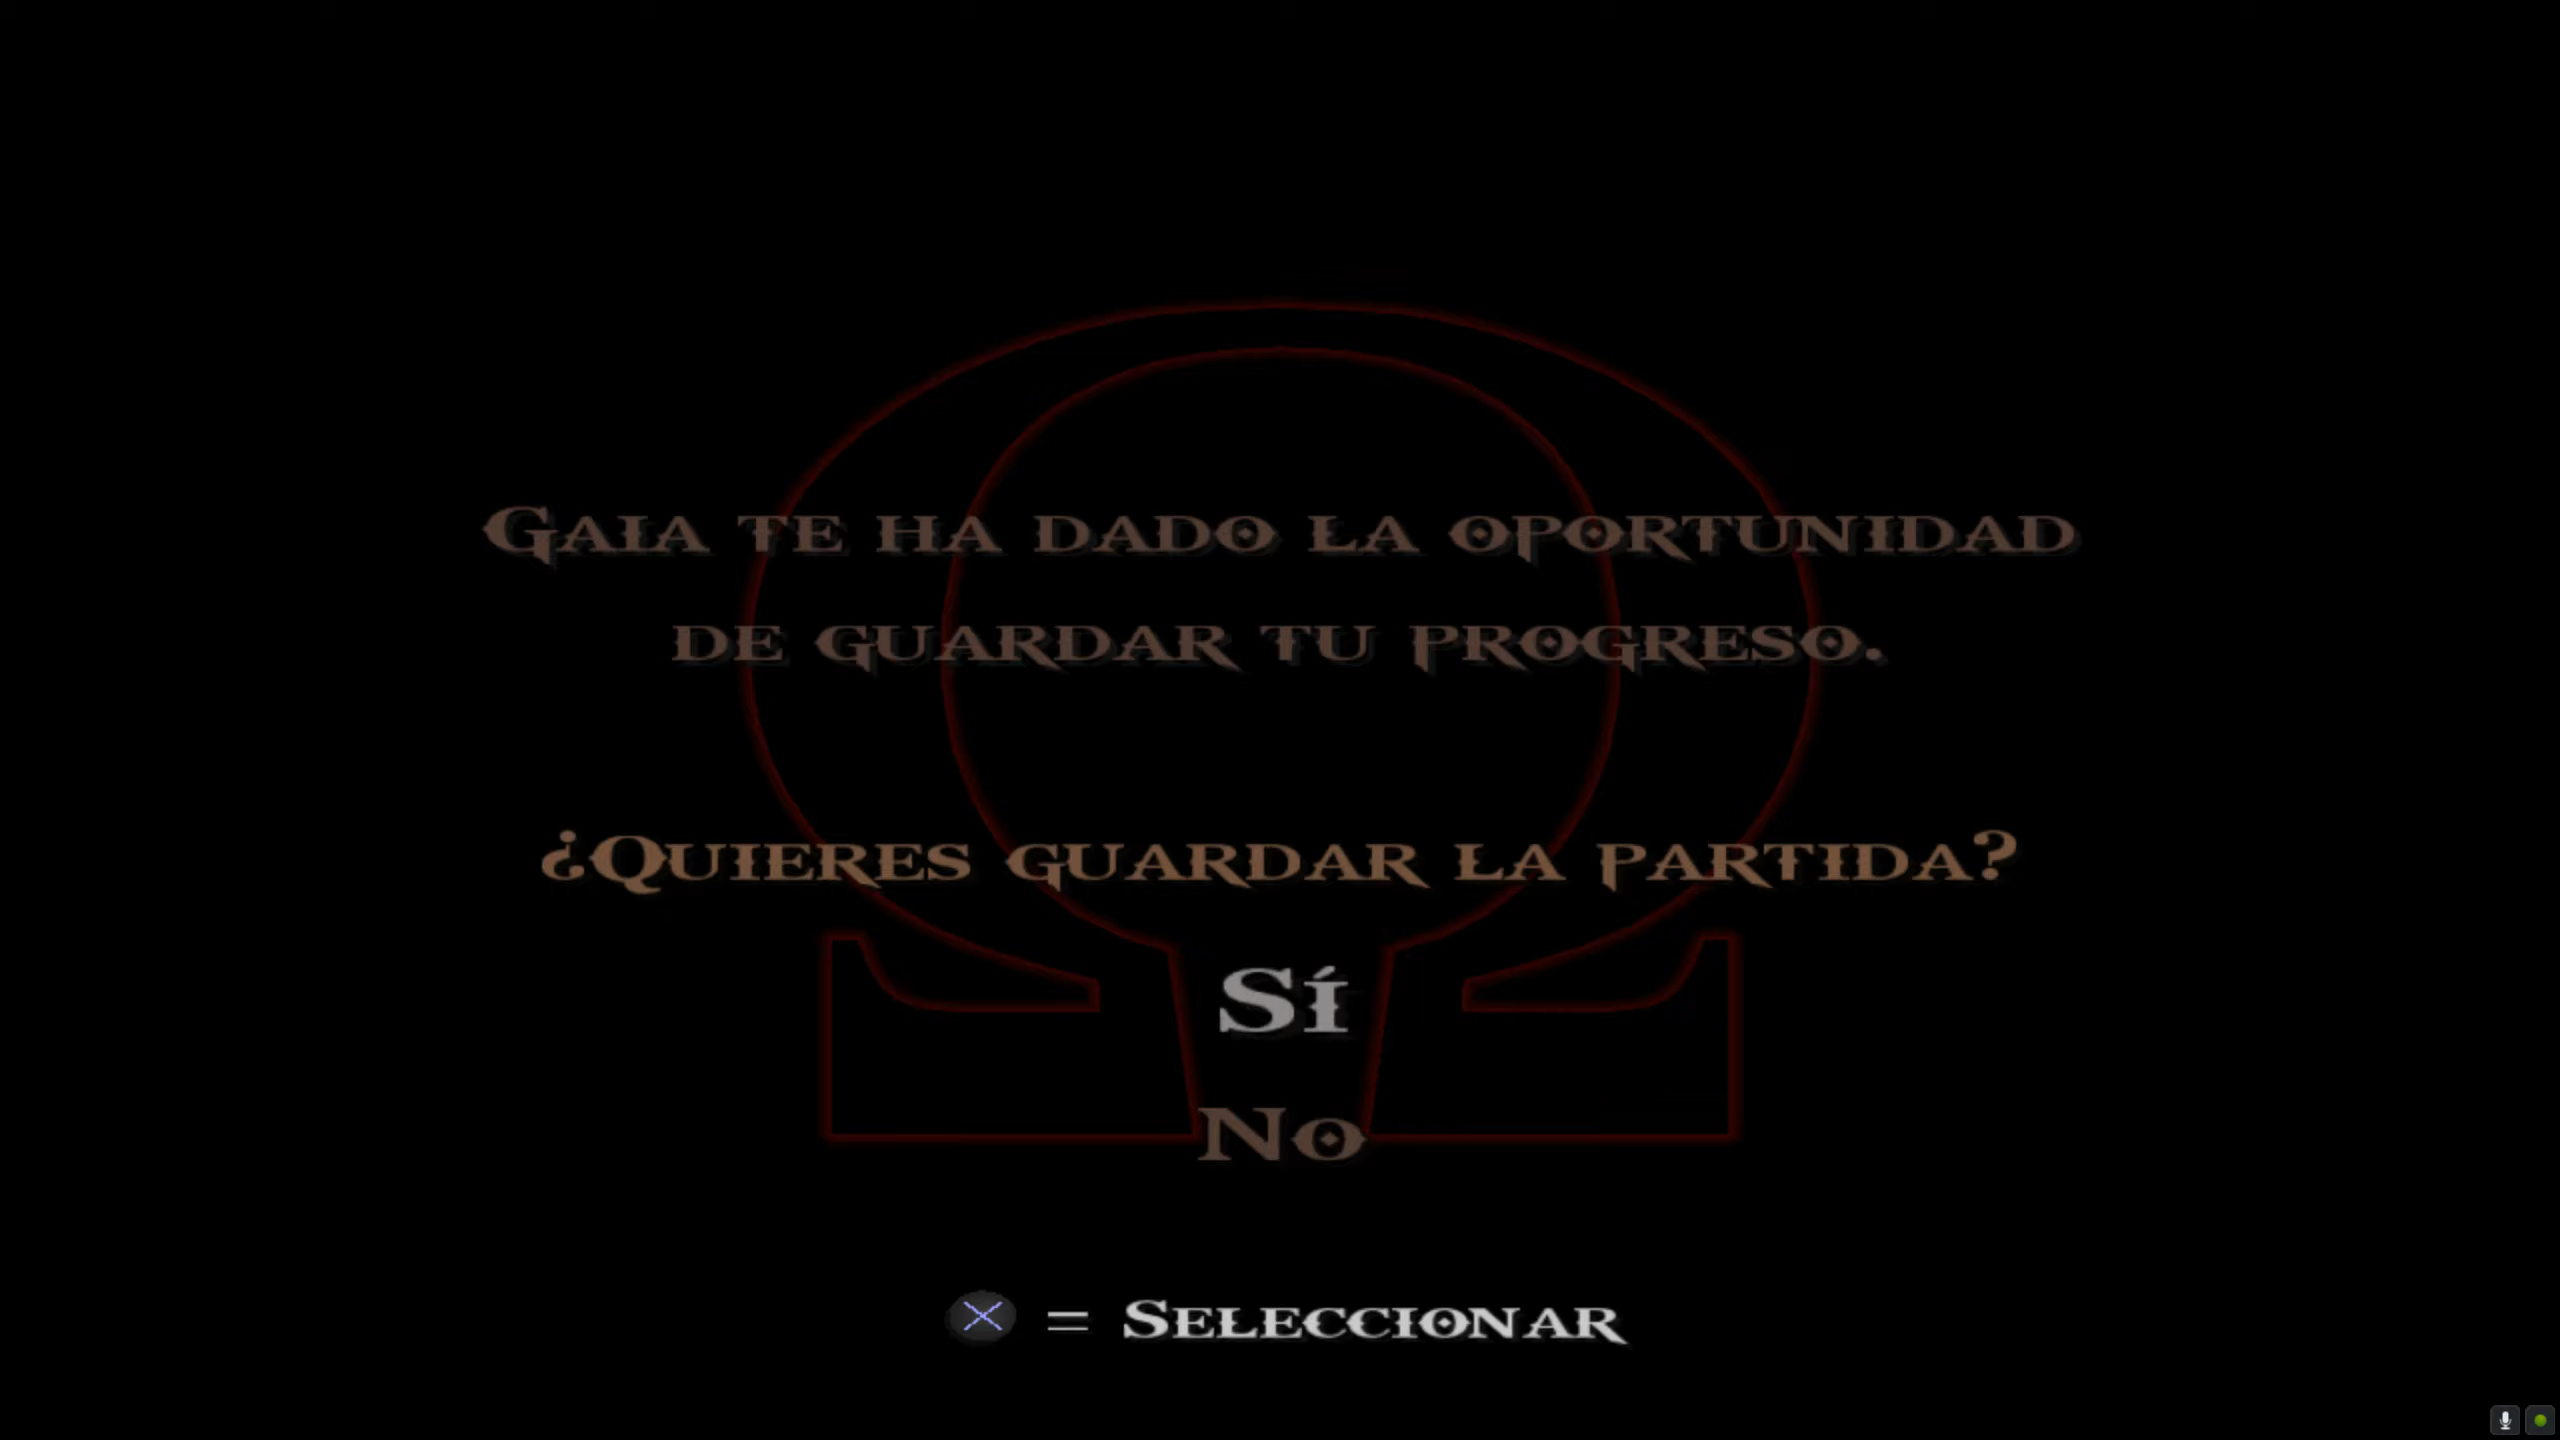 Gaia te ha dado la oportunidad
de guardar tu progreso.
¿Quieres guardar la partida?
Sí
No
= Seleccionar